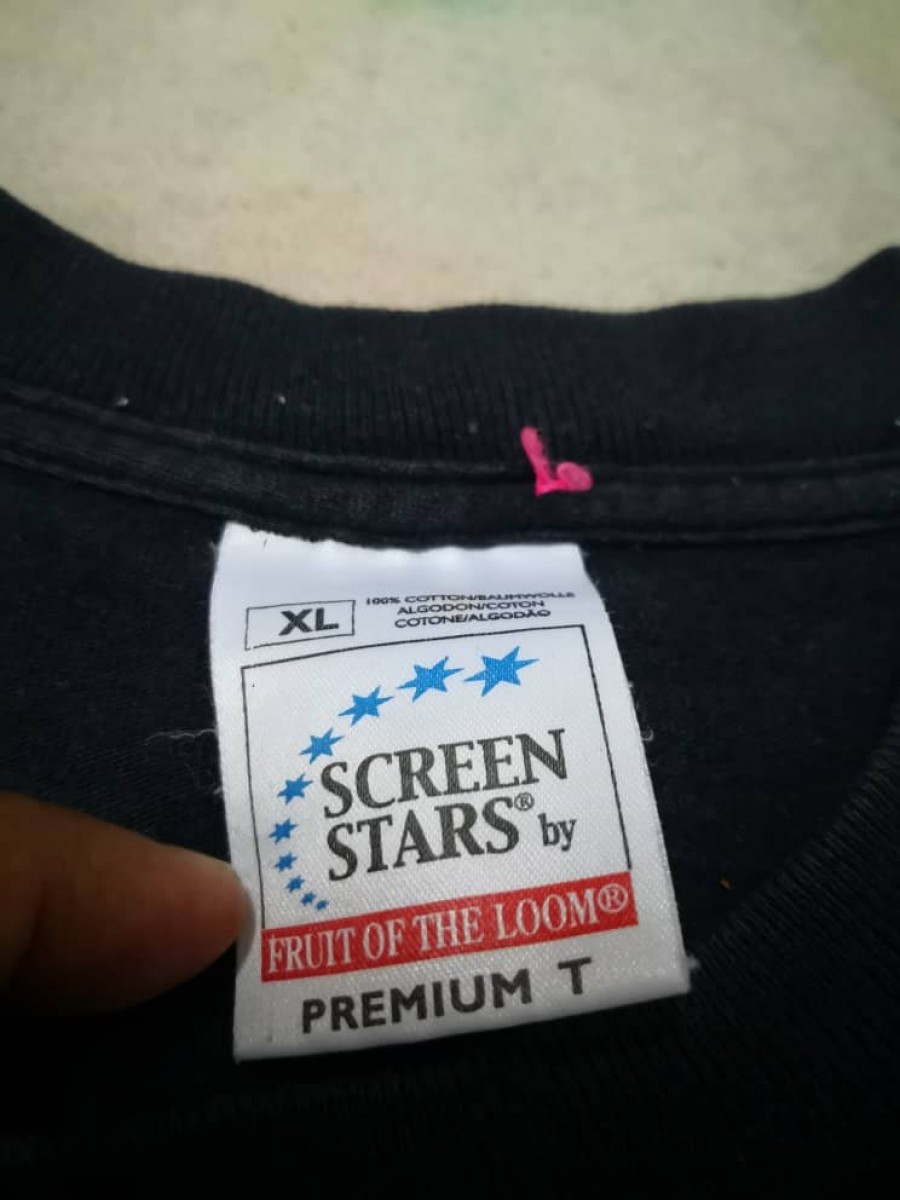 XL
100% COTTON/BAUMWOLLE
ALGODON/COTON
COTONE/ALGODÃO
SCREEN
STARS® by
FRUIT OF THE LOOM®
PREMIUM T